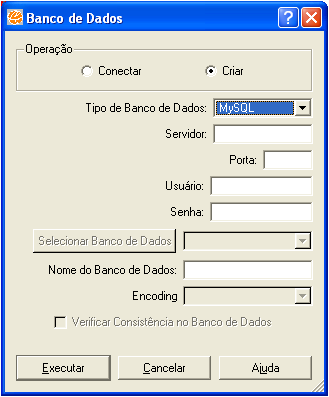 Banco de Dados
Operação
Conectar
Criar
Tipo de Banco de Dados: MySQL
Servidor:
Porta:
Usuário:
Senha:
Selecionar Banco de Dados
Nome do Banco de Dados:
Encoding
Verificar Consistência no Banco de Dados
Executar Cancelar Ajuda